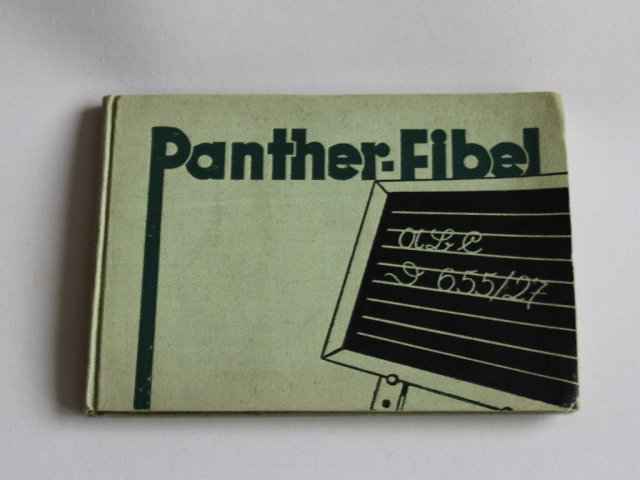 Panther-Fibel
A L r C
D 655/27